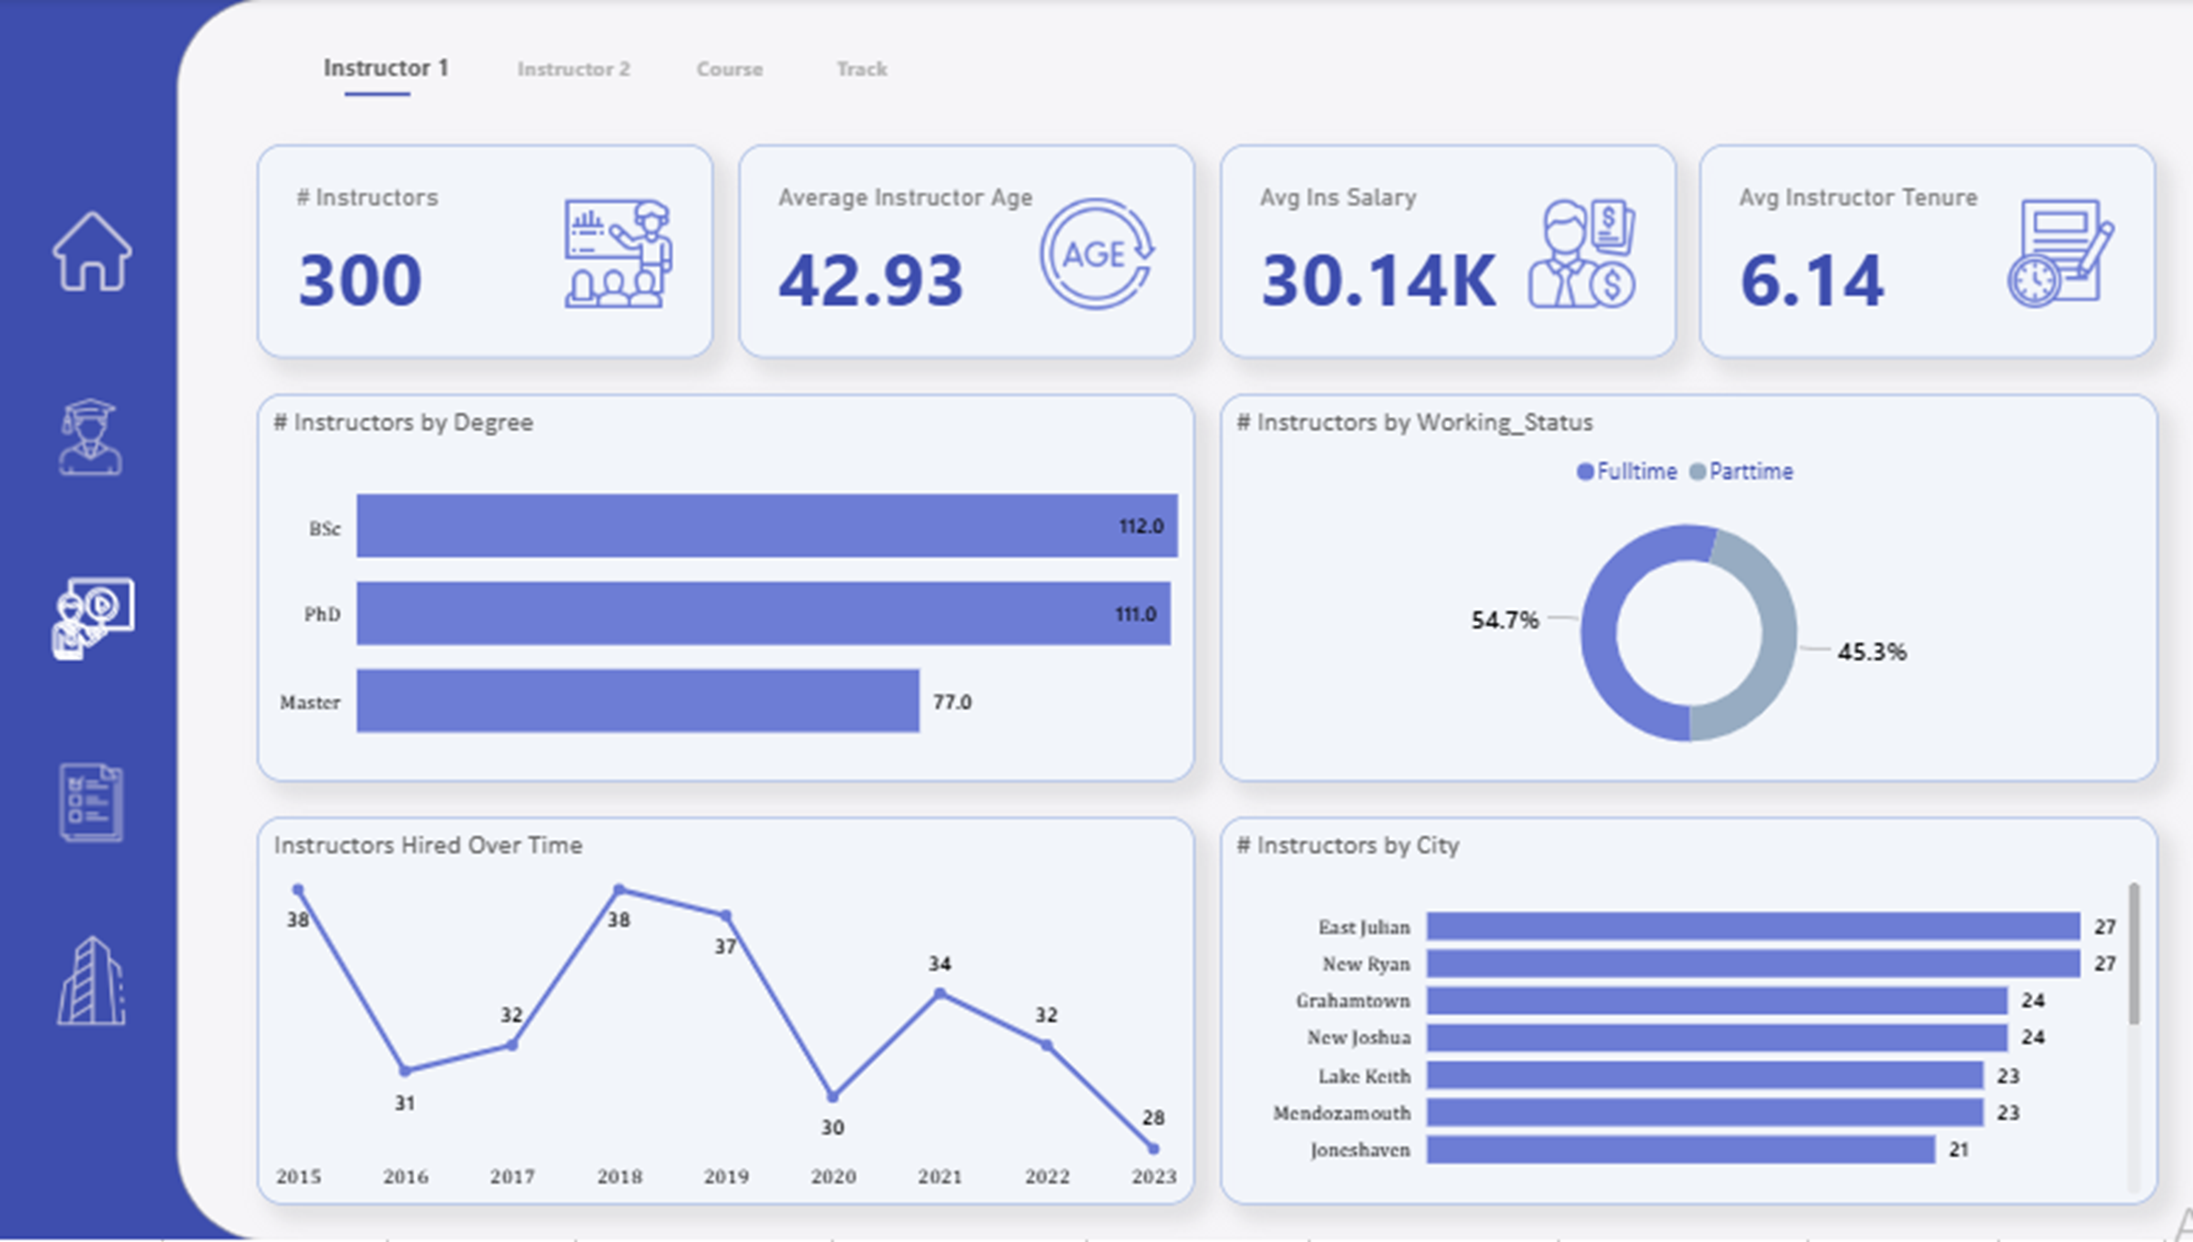 Instructor 1 Instructor 2 Course Track
# Instructors
300
Average Instructor Age
42.93
AGE
Avg Ins Salary
30.14K
$
$
Avg Instructor Tenure
6.14
# Instructors by Degree
BSc 112.0
PhD 111.0
Master 77.0
# Instructors by Working_Status
Fulltime Parttime
54.7%
45.3%
Instructors Hired Over Time
38
31
32
38
37
30
34
32
28
2015 2016 2017 2018 2019 2020 2021 2022 2023
# Instructors by City
East Julian 27
New Ryan 27
Grahamtown 24
New Joshua 24
Lake Keith 23
Mendozamouth 23
Joneshaven 21